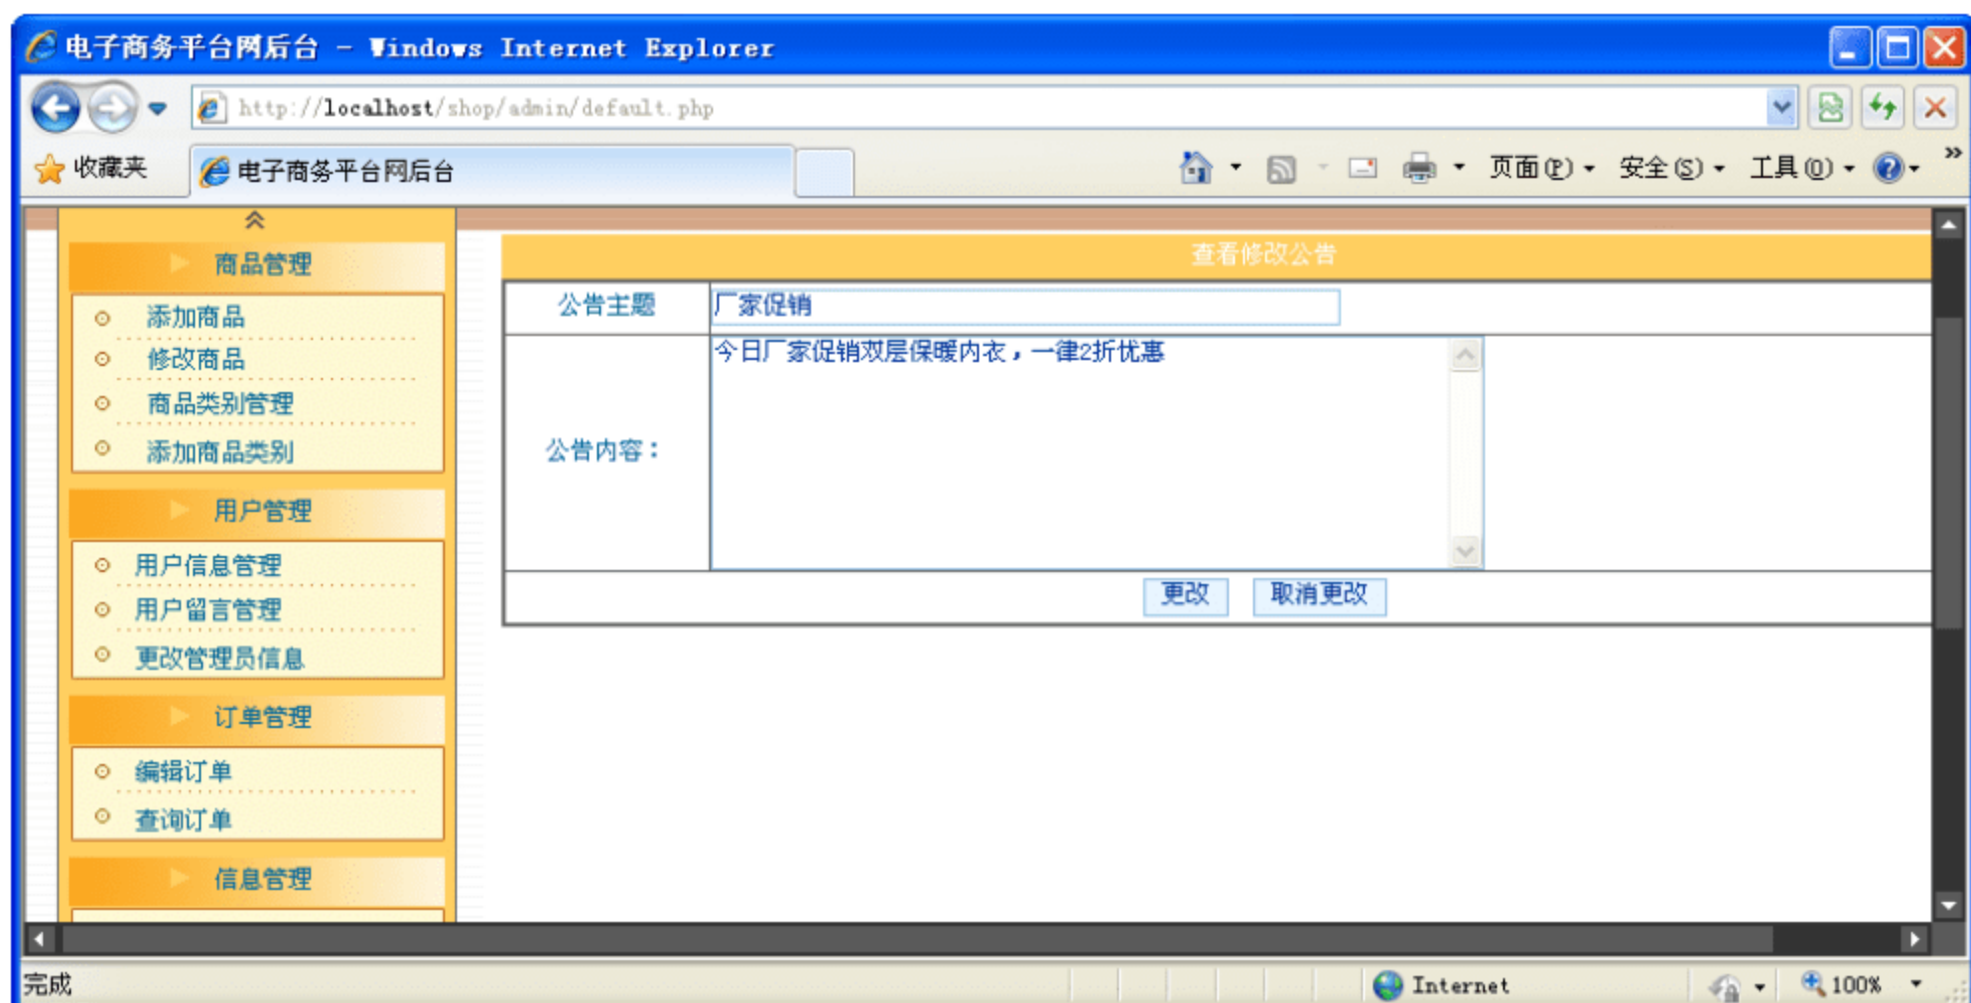 电子商务平台网后台 - Windows Internet Explorer
http://localhost/shop/admin/default.php
收藏夹
电子商务平台网后台
页面(P)
安全(S)
工具(O)
商品管理
添加商品
修改商品
商品类别管理
添加商品类别
用户管理
用户信息管理
用户留言管理
更改管理员信息
订单管理
编辑订单
查询订单
信息管理
查看修改公告
公告主题
厂家促销
公告内容：
今日厂家促销双层保暖内衣，一律2折优惠
更改
取消更改
完成
Internet
100%